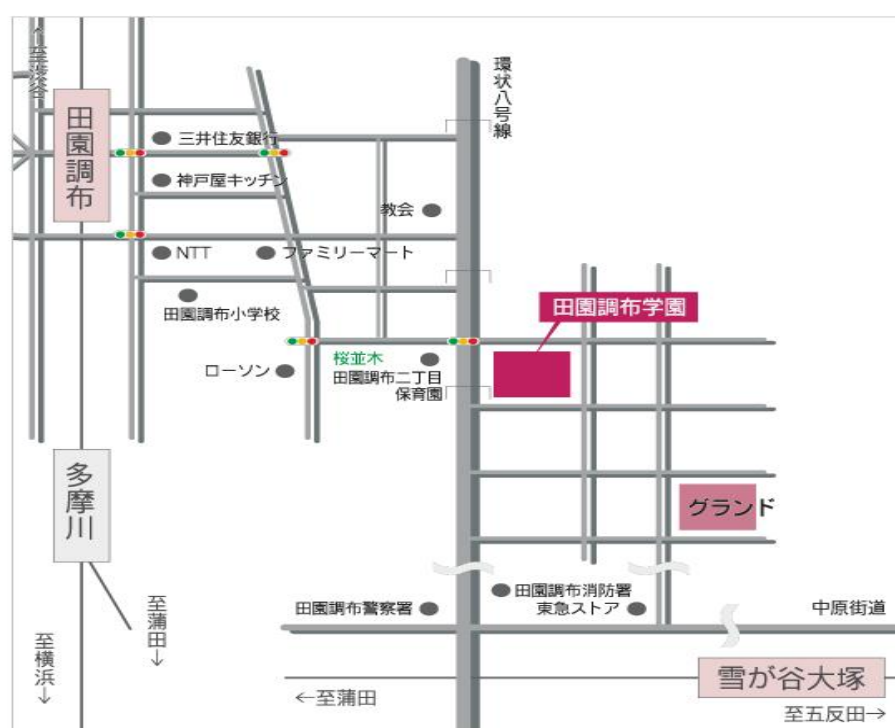 ←至渋谷
田園調布
三井住友銀行
神戸屋キッチン
NTT
ファミリーマート
田園調布小学校
環状八号線
教会
田園調布学園
ローソン
桜並木
田園調布二丁目
保育園
多摩川
グランド
田園調布消防署
東急ストア
田園調布警察署
中原街道
至蒲田→
至横浜→
←至蒲田
雪が谷大塚
至五反田→